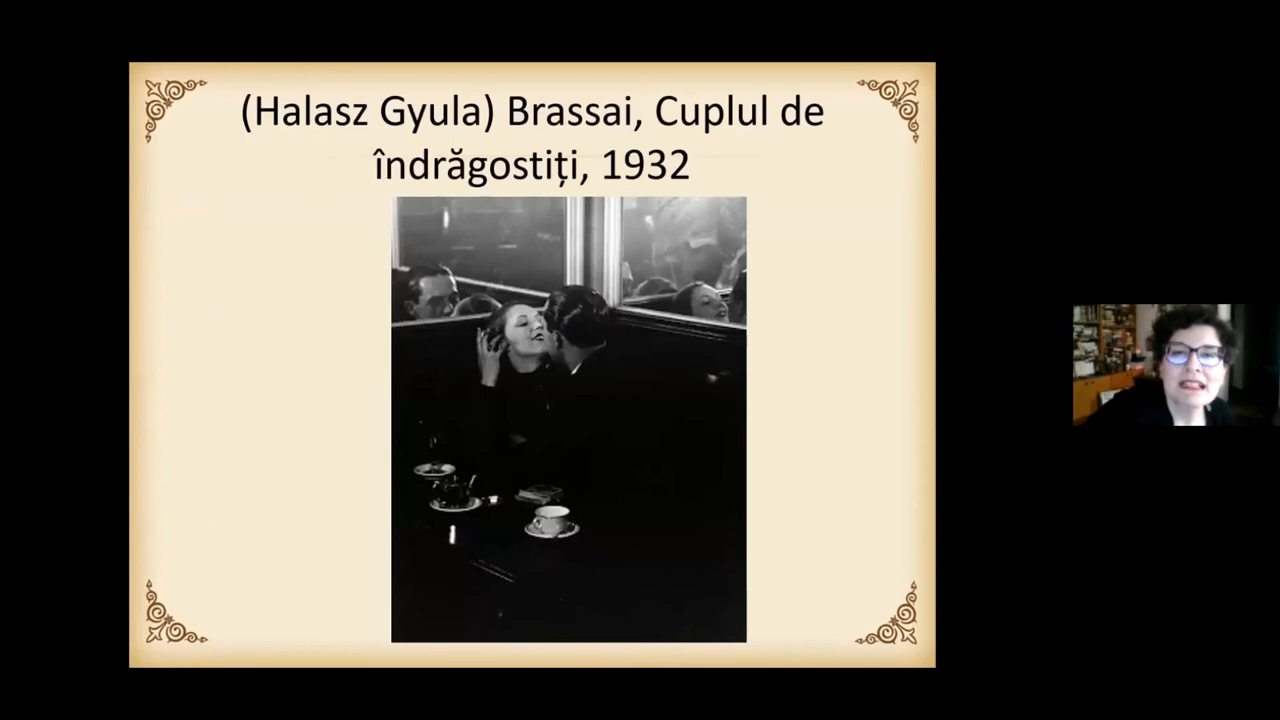 (Halasz Gyula) Brassai, Cuplul de
îndrăgostiți, 1932